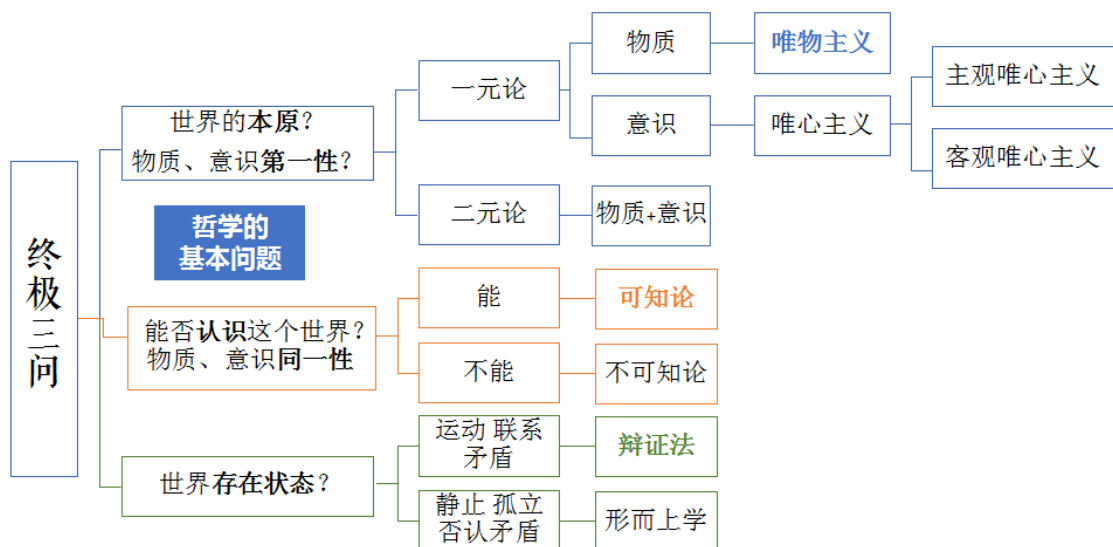 终极三问
世界的本原？
物质、意识第一性？
一元论
物质
唯物主义
意识
唯心主义
主观唯心主义
客观唯心主义
二元论
物质+意识
哲学的
基本问题
能否认识这个世界？
物质、意识同一性
能
可知论
不能
不可知论
世界存在状态？
运动 联系
矛盾
辩证法
静止 孤立
否认矛盾
形而上学